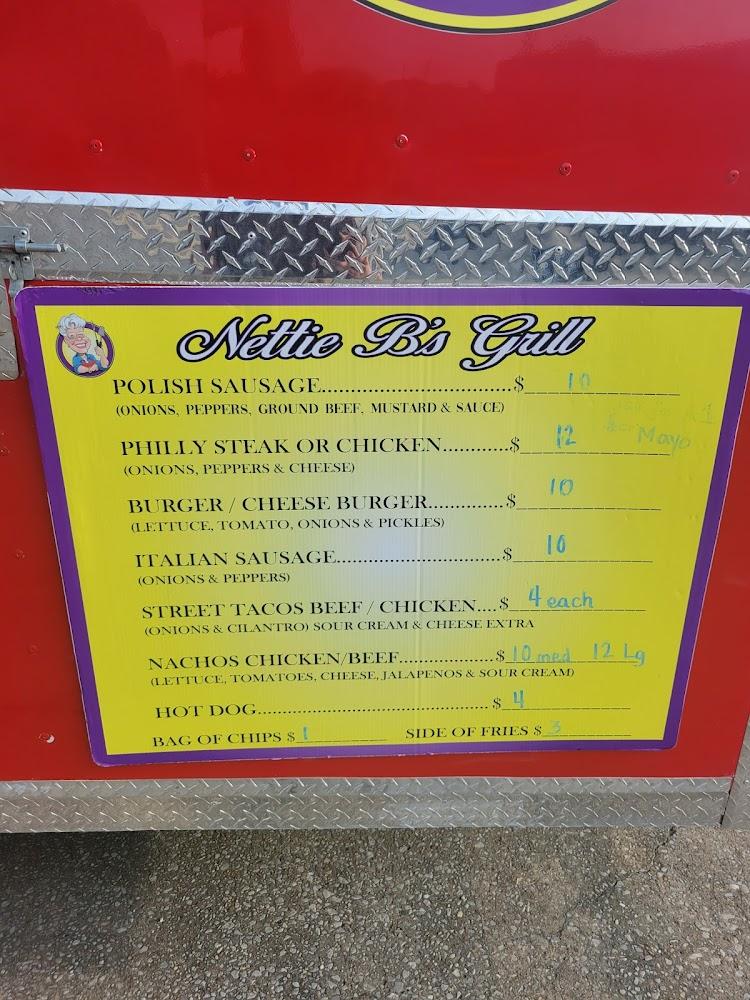 Nettie B's Grill
POLISH SAUSAGE...................................$ 10
(ONIONS, PEPPERS, GROUND BEEF, MUSTARD & SAUCE)
PHILLY STEAK OR CHICKEN............$ 12 Mayo
(ONIONS, PEPPERS & CHEESE)
BURGER / CHEESE BURGER..............$ 10
(LETTUCE, TOMATO, ONIONS & PICKLES)
ITALIAN SAUSAGE..............................$ 10
(ONIONS & PEPPERS)
STREET TACOS BEEF / CHICKEN....$ 4 each
(ONIONS & CILANTRO) SOUR CREAM & CHEESE EXTRA
NACHOS CHICKEN/BEEF.................$ 10 med 12 Lg
(LETTUCE, TOMATOES, CHEESE, JALAPENOS & SOUR CREAM)
HOT DOG..........................................$ 4
BAG OF CHIPS $ 1 SIDE OF FRIES $ 3